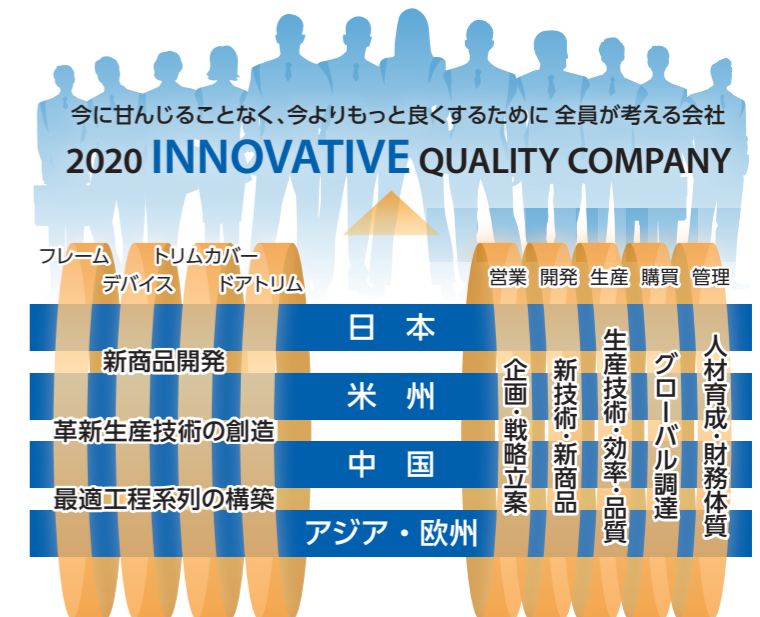 今に甘んじることなく、今よりもっと良くするために 全員が考える会社
2020 INNOVATIVE QUALITY COMPANY
フレーム
デバイス
トリムカバー
ドアトリム
営業
開発
生産
購買
管理
日本
米州
中国
アジア・欧州
新商品開発
革新生産技術の創造
最適工程系列の構築
企画・戦略立案
新技術・新商品
生産技術・効率・品質
グローバル調達
人材育成・財務体質